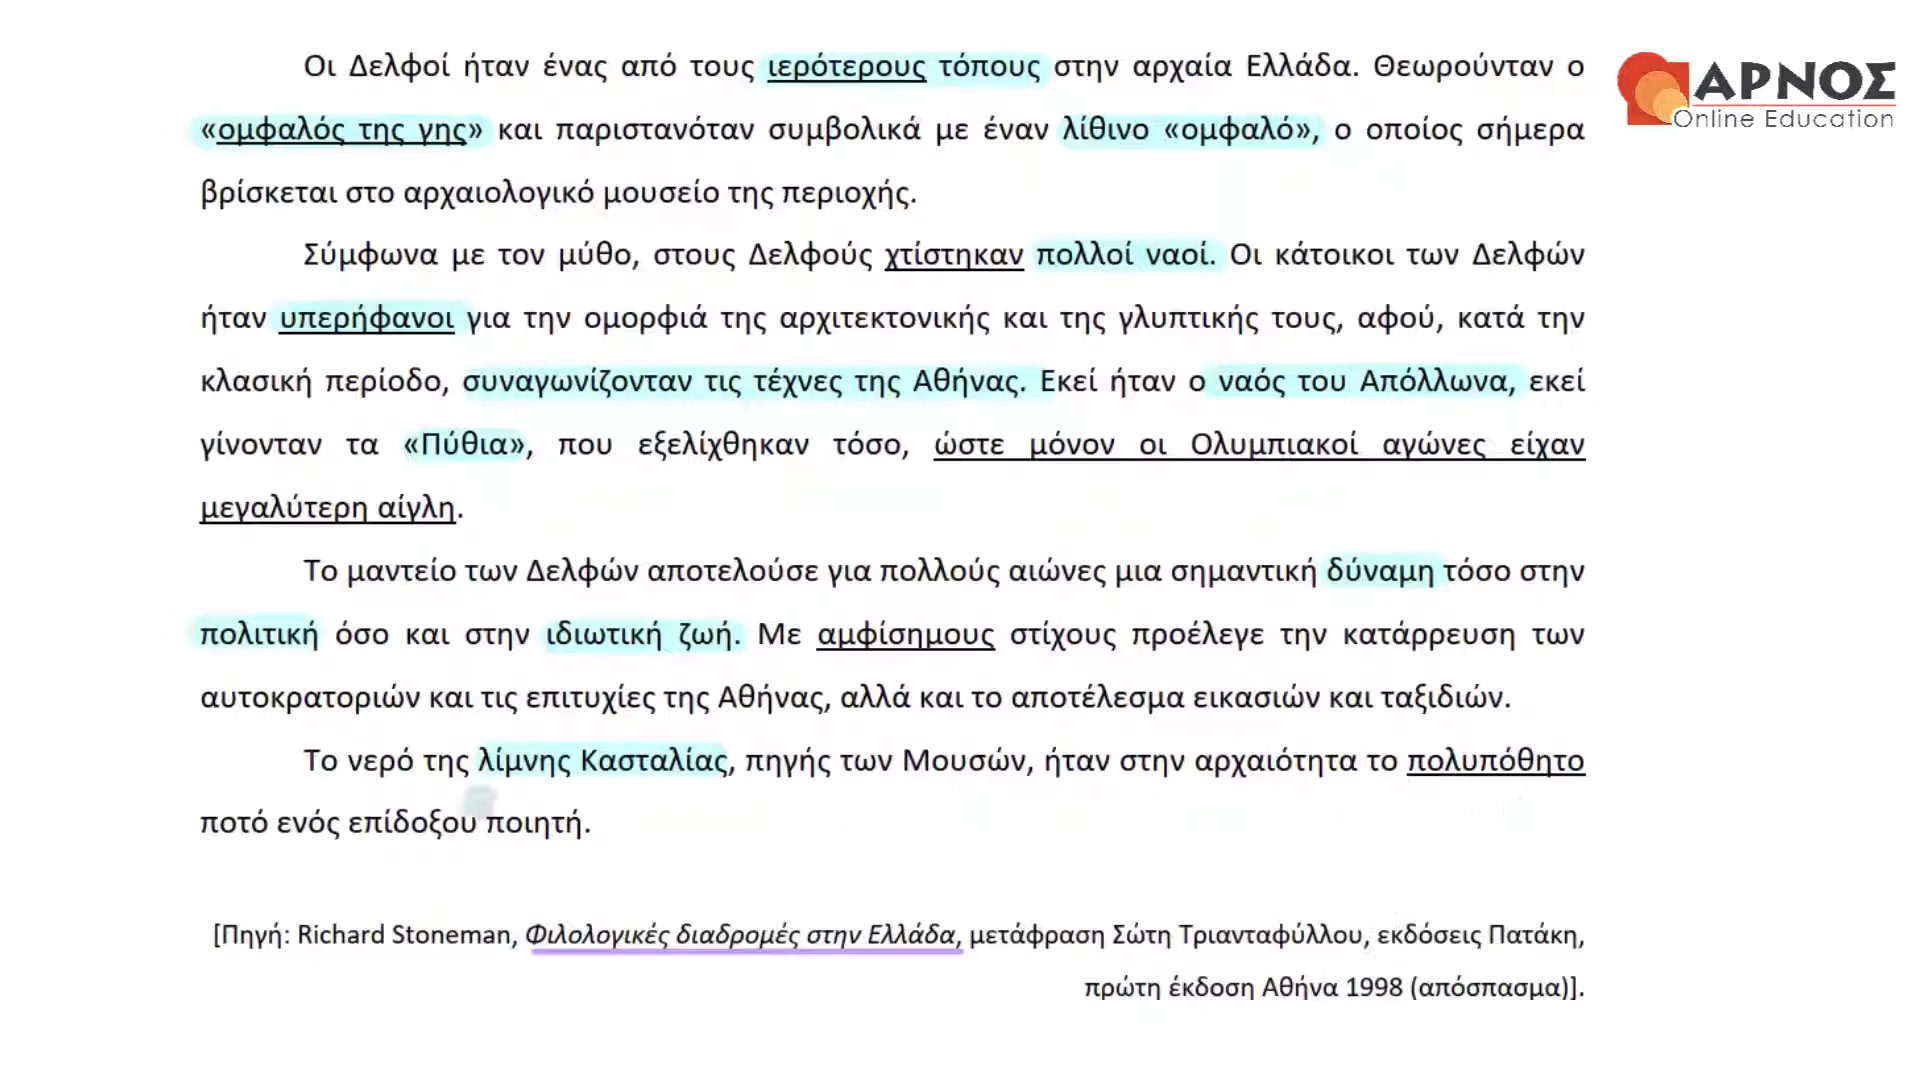 Οι Δελφοί ήταν ένας από τους ιερότερους τόπους στην αρχαία Ελλάδα. Θεωρούνταν ο
«ομφαλός της γης» και παριστανόταν συμβολικά με έναν λίθινο «ομφαλό», ο οποίος σήμερα
βρίσκεται στο αρχαιολογικό μουσείο της περιοχής.
Σύμφωνα με τον μύθο, στους Δελφούς χτίστηκαν πολλοί ναοί. Οι κάτοικοι των Δελφών
ήταν υπερήφανοι για την ομορφιά της αρχιτεκτονικής και της γλυπτικής τους, αφού, κατά την
κλασική περίοδο, συναγωνίζονταν τις τέχνες της Αθήνας. Εκεί ήταν ο ναός του Απόλλωνα, εκεί
γίνονταν τα «Πύθια», που εξελίχθηκαν τόσο, ώστε μόνον οι Ολυμπιακοί αγώνες είχαν
μεγαλύτερη αίγλη.
Το μαντείο των Δελφών αποτελούσε για πολλούς αιώνες μια σημαντική δύναμη τόσο στην
πολιτική όσο και στην ιδιωτική ζωή. Με αμφίσημους στίχους προέλεγε την κατάρρευση των
αυτοκρατοριών και τις επιτυχίες της Αθήνας, αλλά και το αποτέλεσμα εικασιών και ταξιδιών.
Το νερό της λίμνης Κασταλίας, πηγής των Μουσών, ήταν στην αρχαιότητα το πολυπόθητο
ποτό ενός επίδοξου ποιητή.
[Πηγή: Richard Stoneman, Φιλολογικές διαδρομές στην Ελλάδα, μετάφραση Σώτη Τριανταφύλλου, εκδόσεις Πατάκη,
πρώτη έκδοση Αθήνα 1998 (απόσπασμα)].
ΑΡΝΟΣ
Online Education